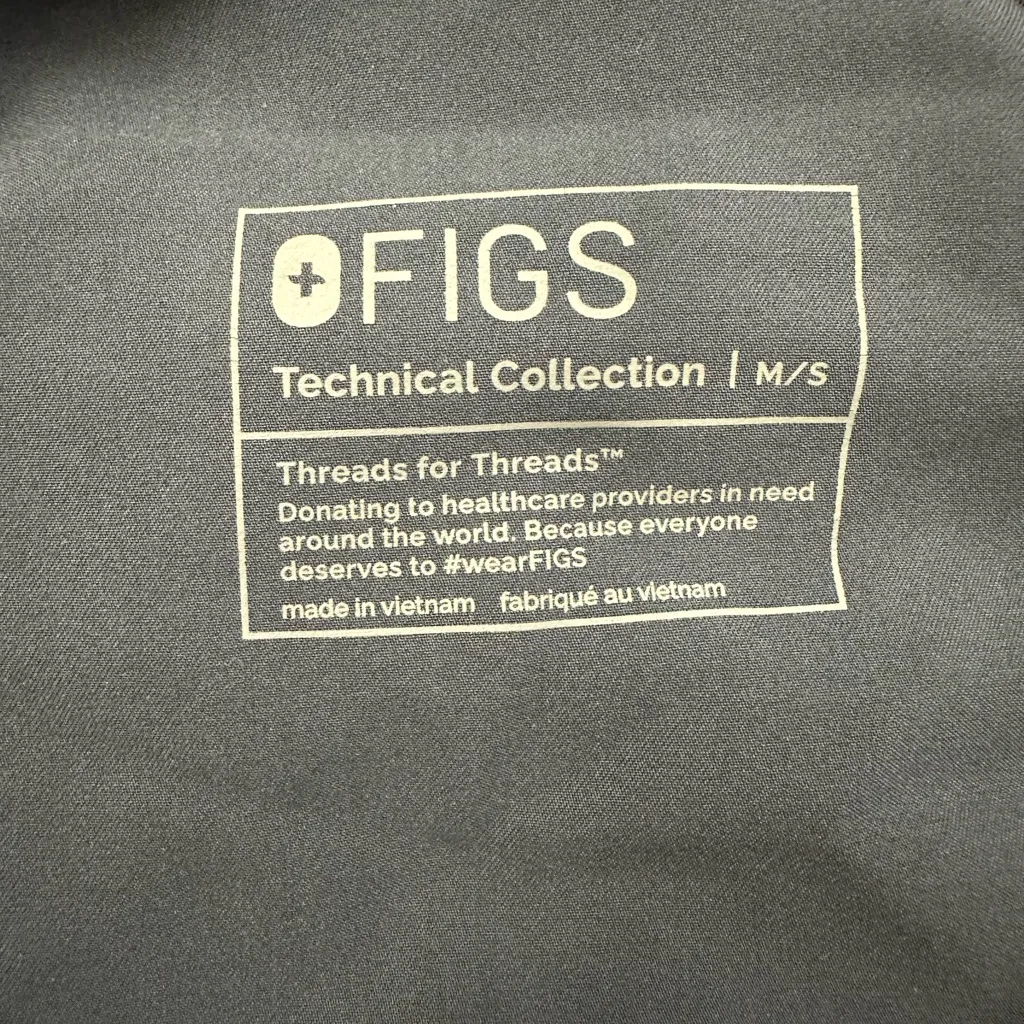 FIGS
Technical Collection | M/S
Threads for Threads™
Donating to healthcare providers in need
around the world. Because everyone
deserves to #wearFIGS
made in vietnam fabriqué au vietnam